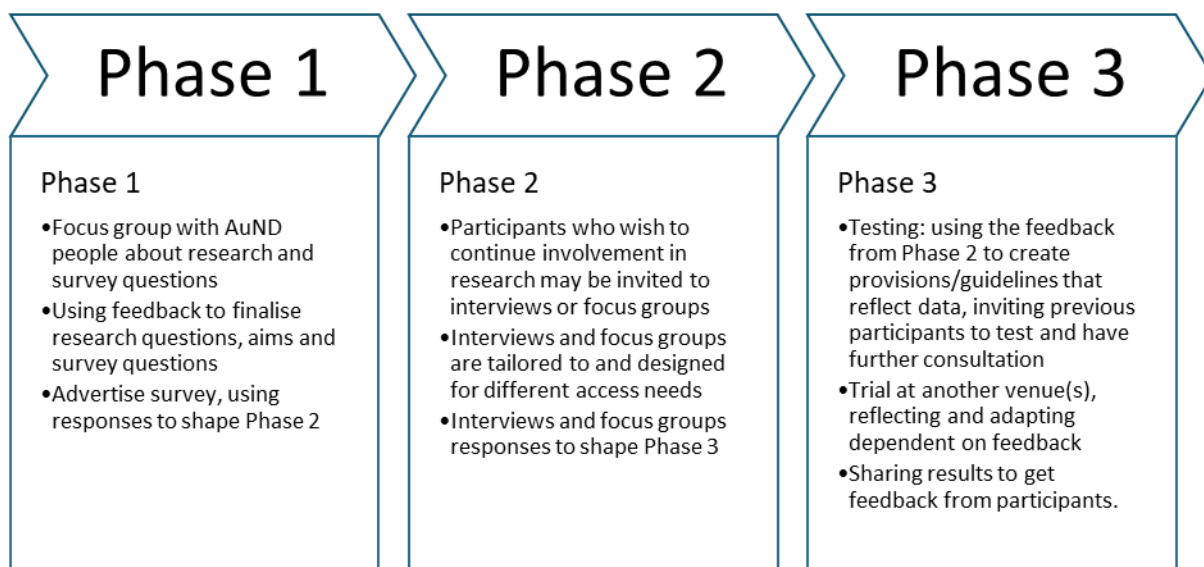 Phase 1
Phase 2
Phase 3
Phase 1
•Focus group with AuND
people about research and
survey questions
•Using feedback to finalise
research questions, aims and
survey questions
•Advertise survey, using
responses to shape Phase 2
Phase 2
•Participants who wish to
continue involvement in
research may be invited to
interviews or focus groups
•Interviews and focus groups
are tailored to and designed
for different access needs
•Interviews and focus groups
responses to shape Phase 3
Phase 3
•Testing: using the feedback
from Phase 2 to create
provisions/guidelines that
reflect data, inviting previous
participants to test and have
further consultation
•Trial at another venue(s),
reflecting and adapting
dependent on feedback
•Sharing results to get
feedback from participants.